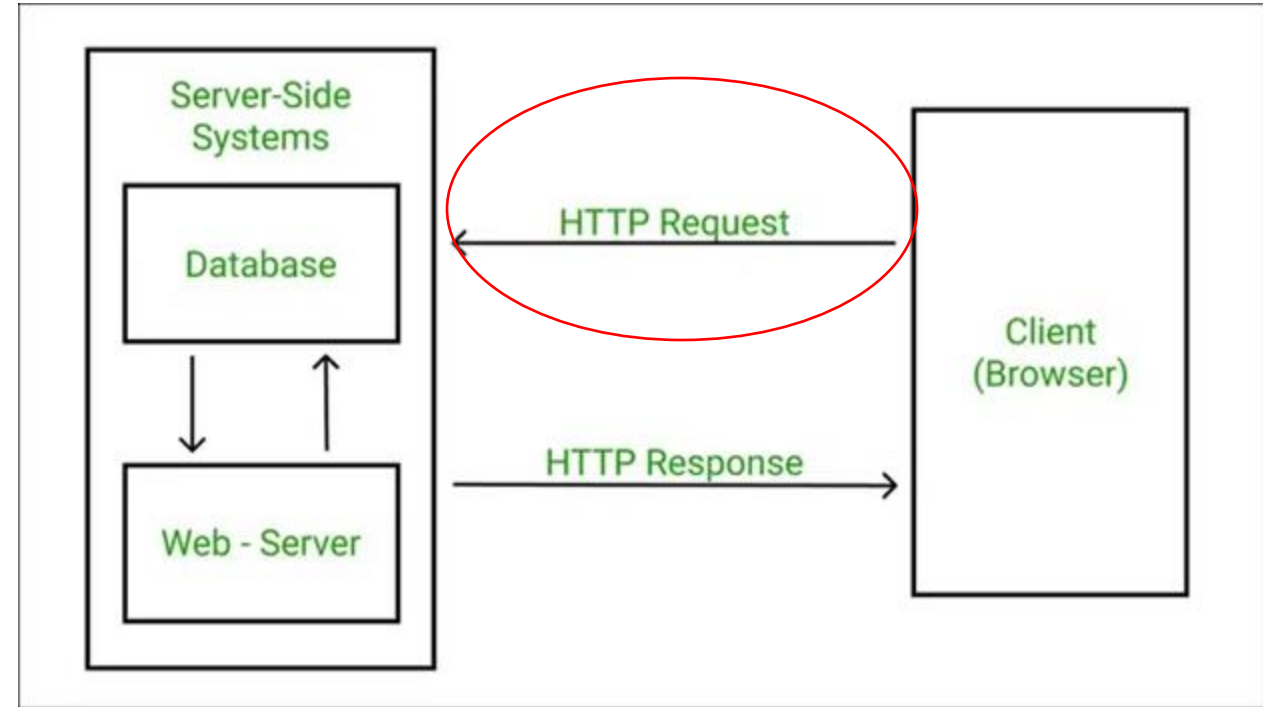 Server-Side
Systems
Database
Web - Server
HTTP Request
HTTP Response
Client
(Browser)